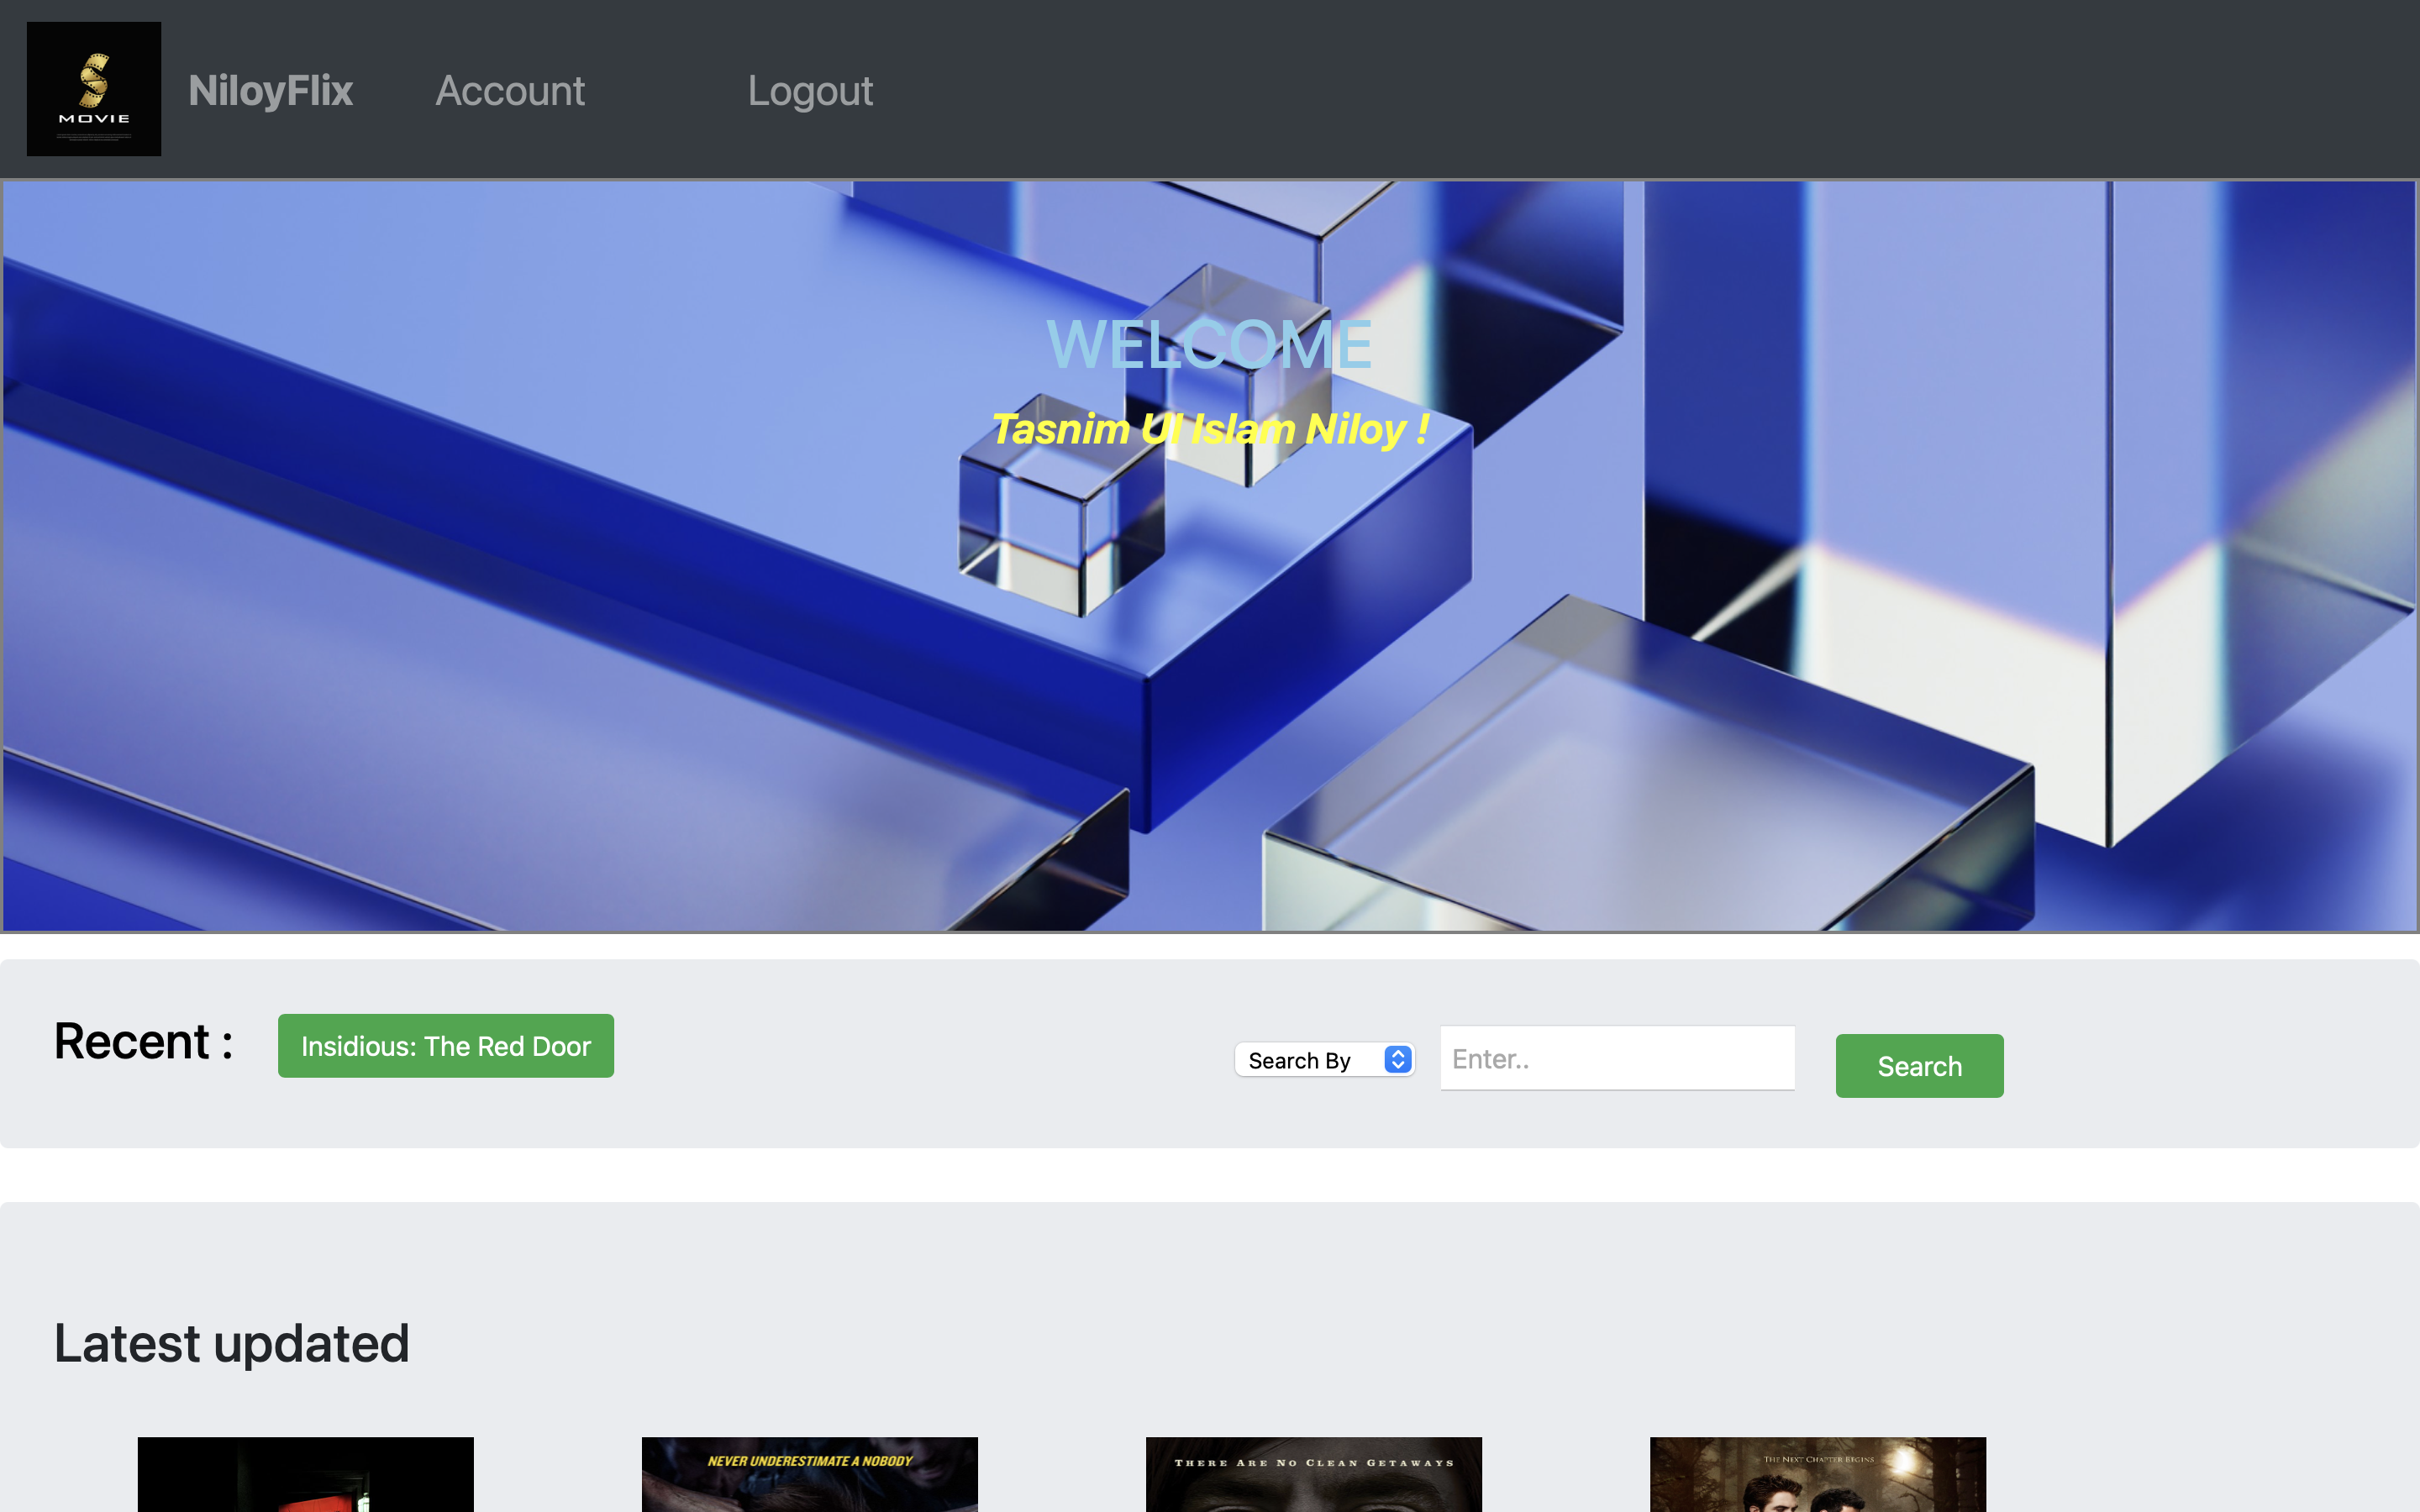 MOVIE
NiloyFlix
Account
Logout
WELCOME
Tasnim Ul Islam Niloy !
Recent :
Insidious: The Red Door
Search By
Enter..
Search
Latest updated
NEVER UNDERESTIMATE A NOBODY
THERE ARE NO CLEAN GETAWAYS
THE NEXT CHAPTER BEGINS